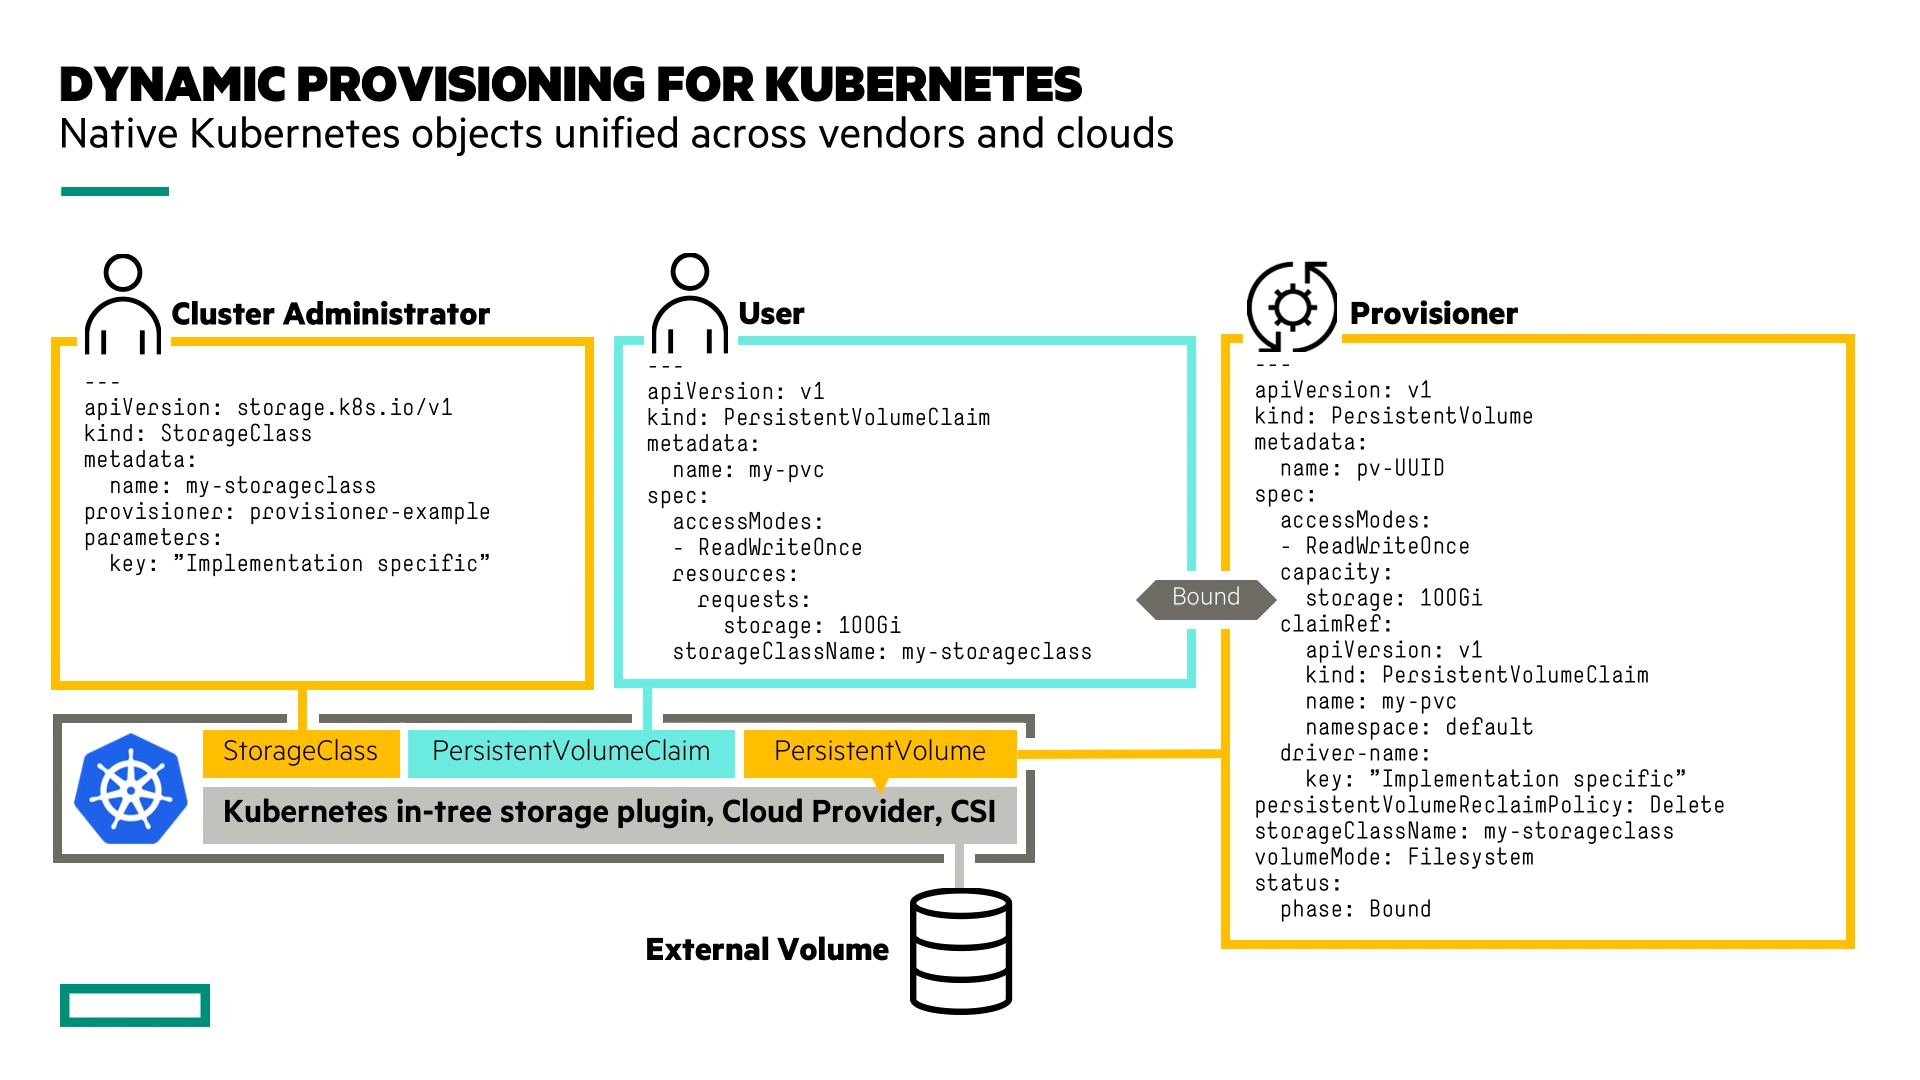 DYNAMIC PROVISIONING FOR KUBERNETES
Native Kubernetes objects unified across vendors and clouds
Cluster Administrator
---
apiVersion: storage.k8s.io/v1
kind: StorageClass
metadata:
  name: my-storageclass
provisioner: provisioner-example
parameters:
  key: ”Implementation specific”
User
---
apiVersion: v1
kind: PersistentVolumeClaim
metadata:
  name: my-pvc
spec:
  accessModes:
  - ReadWriteOnce
  resources:
    requests:
      storage: 100Gi
  storageClassName: my-storageclass
Bound
Provisioner
---
apiVersion: v1
kind: PersistentVolume
metadata:
  name: pv-UUID
spec:
  accessModes:
  - ReadWriteOnce
  capacity:
    storage: 100Gi
  claimRef:
    apiVersion: v1
    kind: PersistentVolumeClaim
    name: my-pvc
    namespace: default
  driver-name:
    key: ”Implementation specific”
persistentVolumeReclaimPolicy: Delete
storageClassName: my-storageclass
volumeMode: Filesystem
status:
  phase: Bound
StorageClass
PersistentVolumeClaim
PersistentVolume
Kubernetes in-tree storage plugin, Cloud Provider, CSI
External Volume